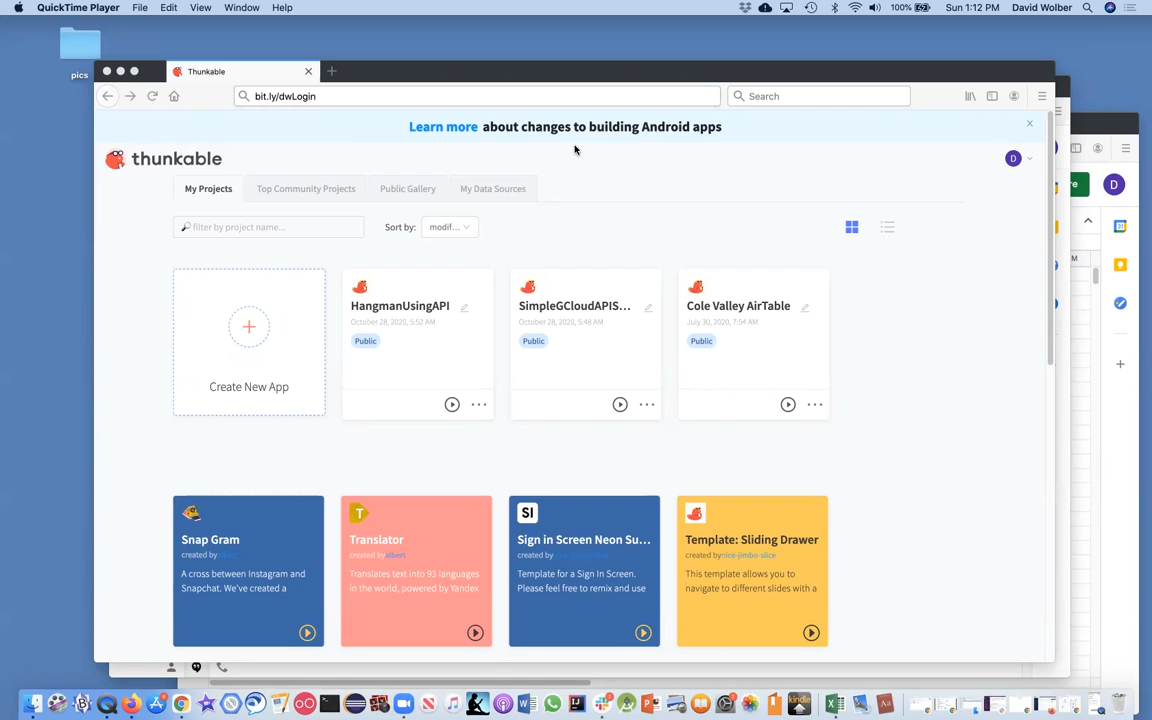 QuickTime Player File Edit View Window Help 100% Sun 1:12 PM David Wolber
pics
Thunkable
bit.ly/dwLogin
Search
Learn more about changes to building Android apps
thunkable
D
D
My Projects
Top Community Projects
Public Gallery
My Data Sources
filter by project name...
Sort by:
modif...
M
Create New App
HangmanUsingAPI
October 28, 2020, 5:52 AM
Public
SimpleGCloudAPIS...
October 28, 2020, 5:48 AM
Public
Cole Valley AirTable
July 30, 2020, 7:54 AM
Public
Snap Gram
created by
A cross between Instagram and
Snapchat. We've created a
T
Translator
created by albert
Translates text into 93 languages
in the world, powered by Yandex
SI
Sign in Screen Neon Su...
created by
Template for a Sign In Screen.
Please feel free to remix and use
Template: Sliding Drawer
created bynice-jimbo-slice
This template allows you to
navigate to different slides with a
kindle